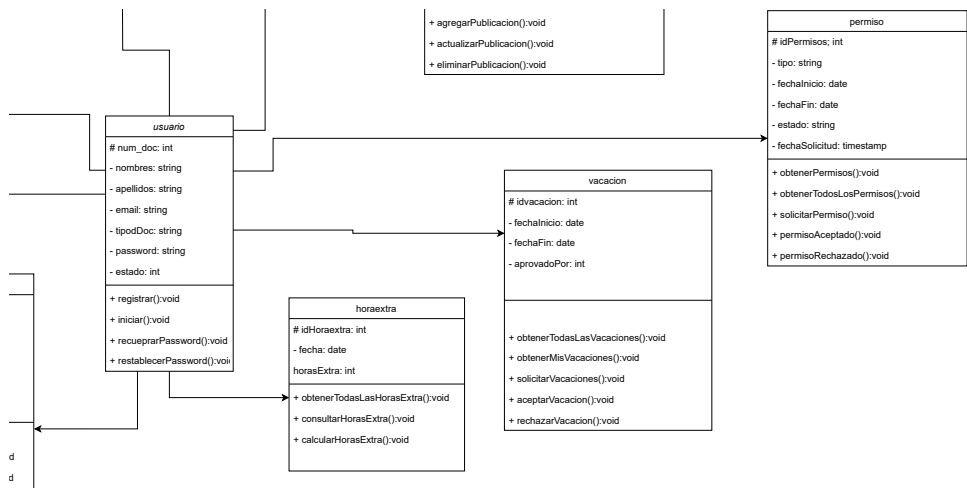 + agregarPublicacion():void
+ actualizarPublicacion():void
+ eliminarPublicacion():void
permiso
# idPermisos; int
- tipo: string
- fechaInicio: date
- fechaFin: date
- estado: string
- fechaSolicitud: timestamp
+ obtenerPermisos():void
+ obtenerTodosLosPermisos():void
+ solicitarPermiso():void
+ permisoAceptado():void
+ permisoRechazado():void
usuario
# num_doc: int
- nombres: string
- apellidos: string
- email: string
- tipodDoc: string
- password: string
- estado: int
+ registrar():void
+ iniciar():void
+ recueprarPassword():void
+ restablecerPassword():voi
vacacion
# idvacacion: int
- fechaInicio: date
- fechaFin: date
- aprovadoPor: int
+ obtenerTodasLasVacaciones():void
+ obtenerMisVacaciones():void
+ solicitarVacaciones():void
+ aceptarVacacion():void
+ rechazarVacacion():void
horaextra
# idHoraextra: int
- fecha: date
horasExtra: int
+ obtenerTodasLasHorasExtra():void
+ consultarHorasExtra():void
+ calcularHorasExtra():void
d
d